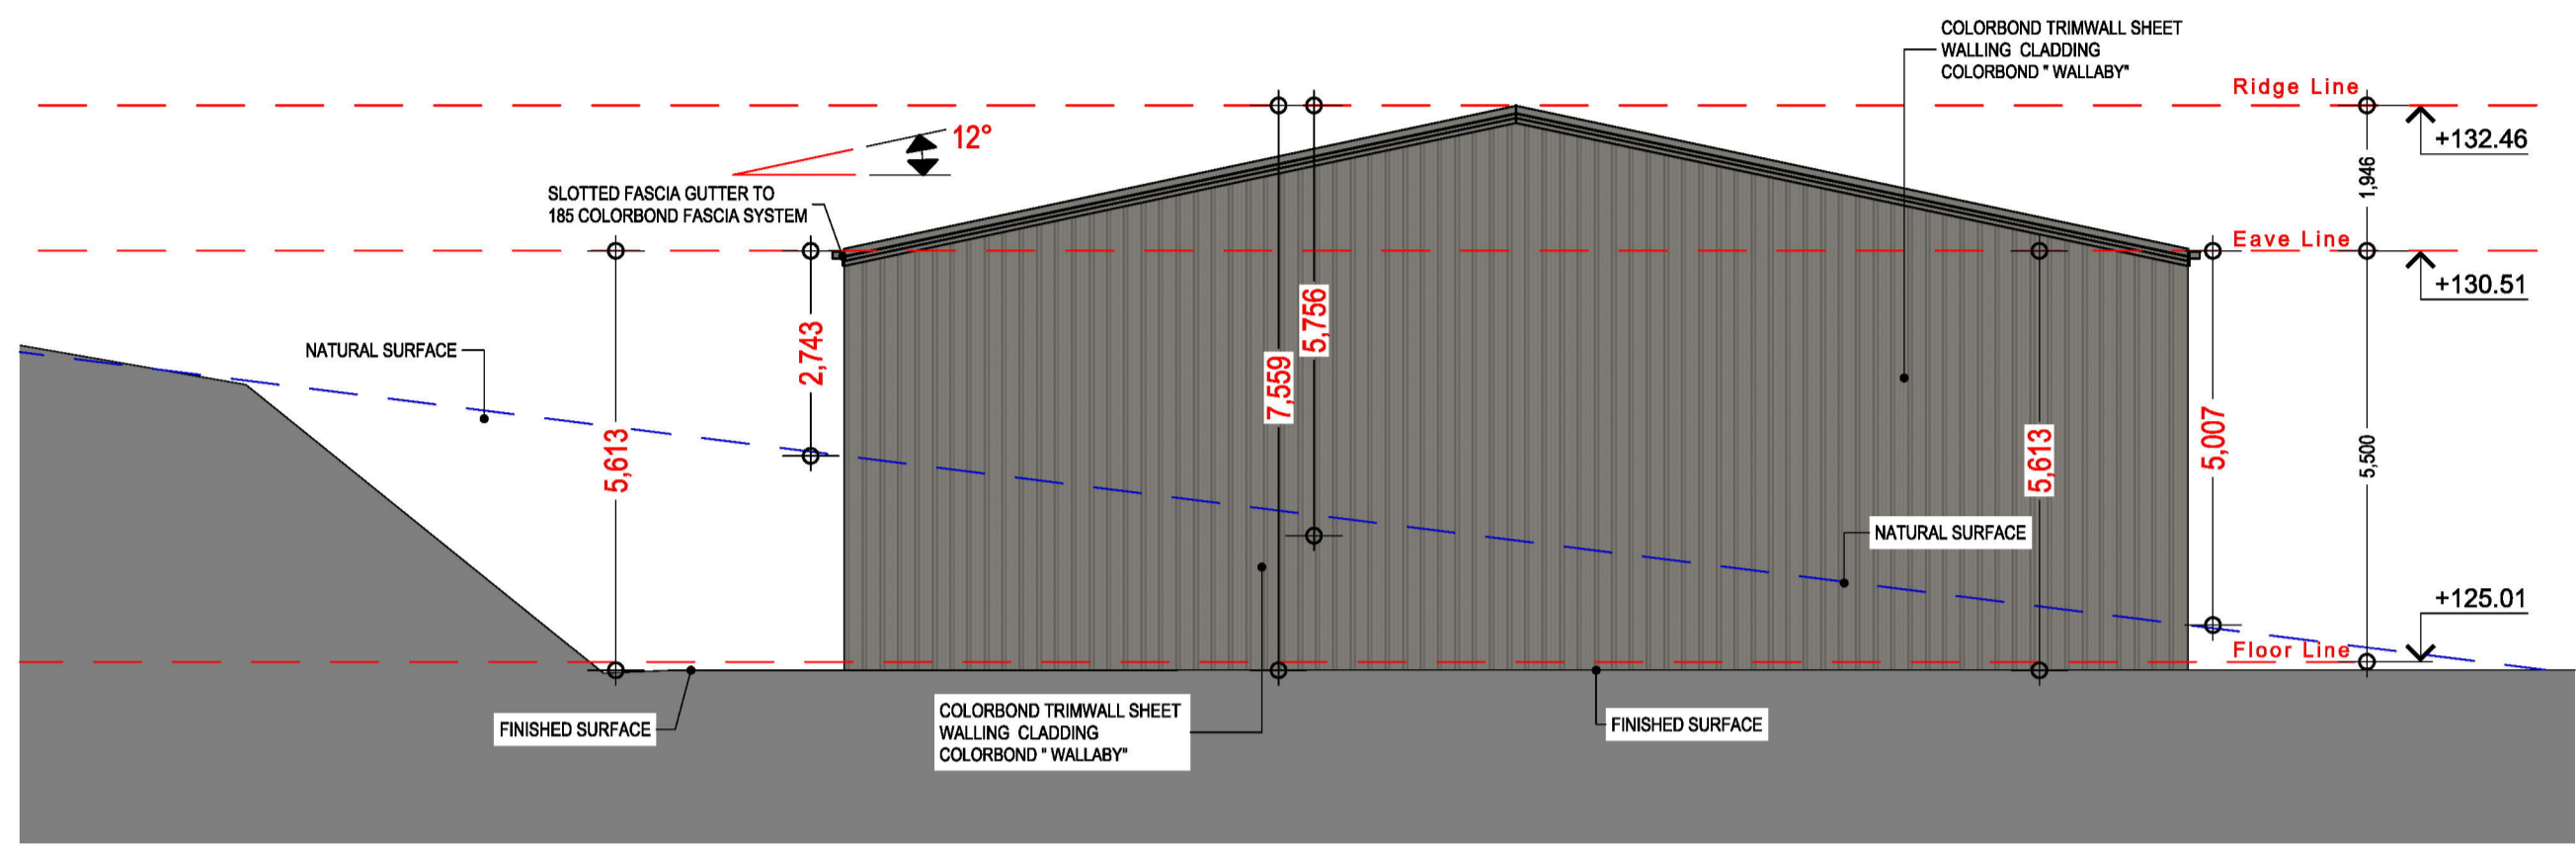 COLORBOND TRIMWALL SHEET
WALLING CLADDING
COLORBOND " WALLABY"
Ridge Line
+132.46
12°
1,946
SLOTTED FASCIA GUTTER TO
185 COLORBOND FASCIA SYSTEM
Eave Line
+130.51
NATURAL SURFACE
2,743
5,756
7,559
5,613
5,613
5,007
5,500
NATURAL SURFACE
+125.01
Floor Line
FINISHED SURFACE
COLORBOND TRIMWALL SHEET
WALLING CLADDING
COLORBOND " WALLABY"
FINISHED SURFACE